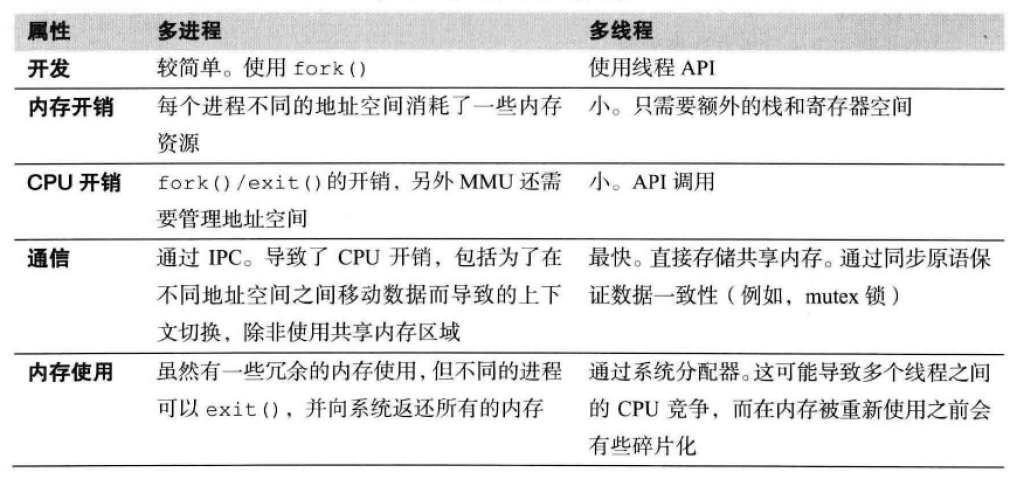 属性 多进程 多线程
开发 较简单。使用 fork() 使用线程 API
内存开销 每个进程不同的地址空间消耗了一些内存 小。只需要额外的栈和寄存器空间
资源
CPU 开销 fork()/exit()的开销，另外 MMU 还需 小。API 调用
要管理地址空间
通信 通过 IPC。导致了 CPU 开销，包括为了在 最快。直接存储共享内存。通过同步原语保
不同地址空间之间移动数据而导致的上下 证数据一致性（例如，mutex 锁）
文切换，除非使用共享内存区域
内存使用 虽然有一些冗余的内存使用，但不同的进程 通过系统分配器。这可能导致多个线程之间
可以 exit()，并向系统返还所有的内存 的 CPU 竞争，而在内存被重新使用之前会
有些碎片化